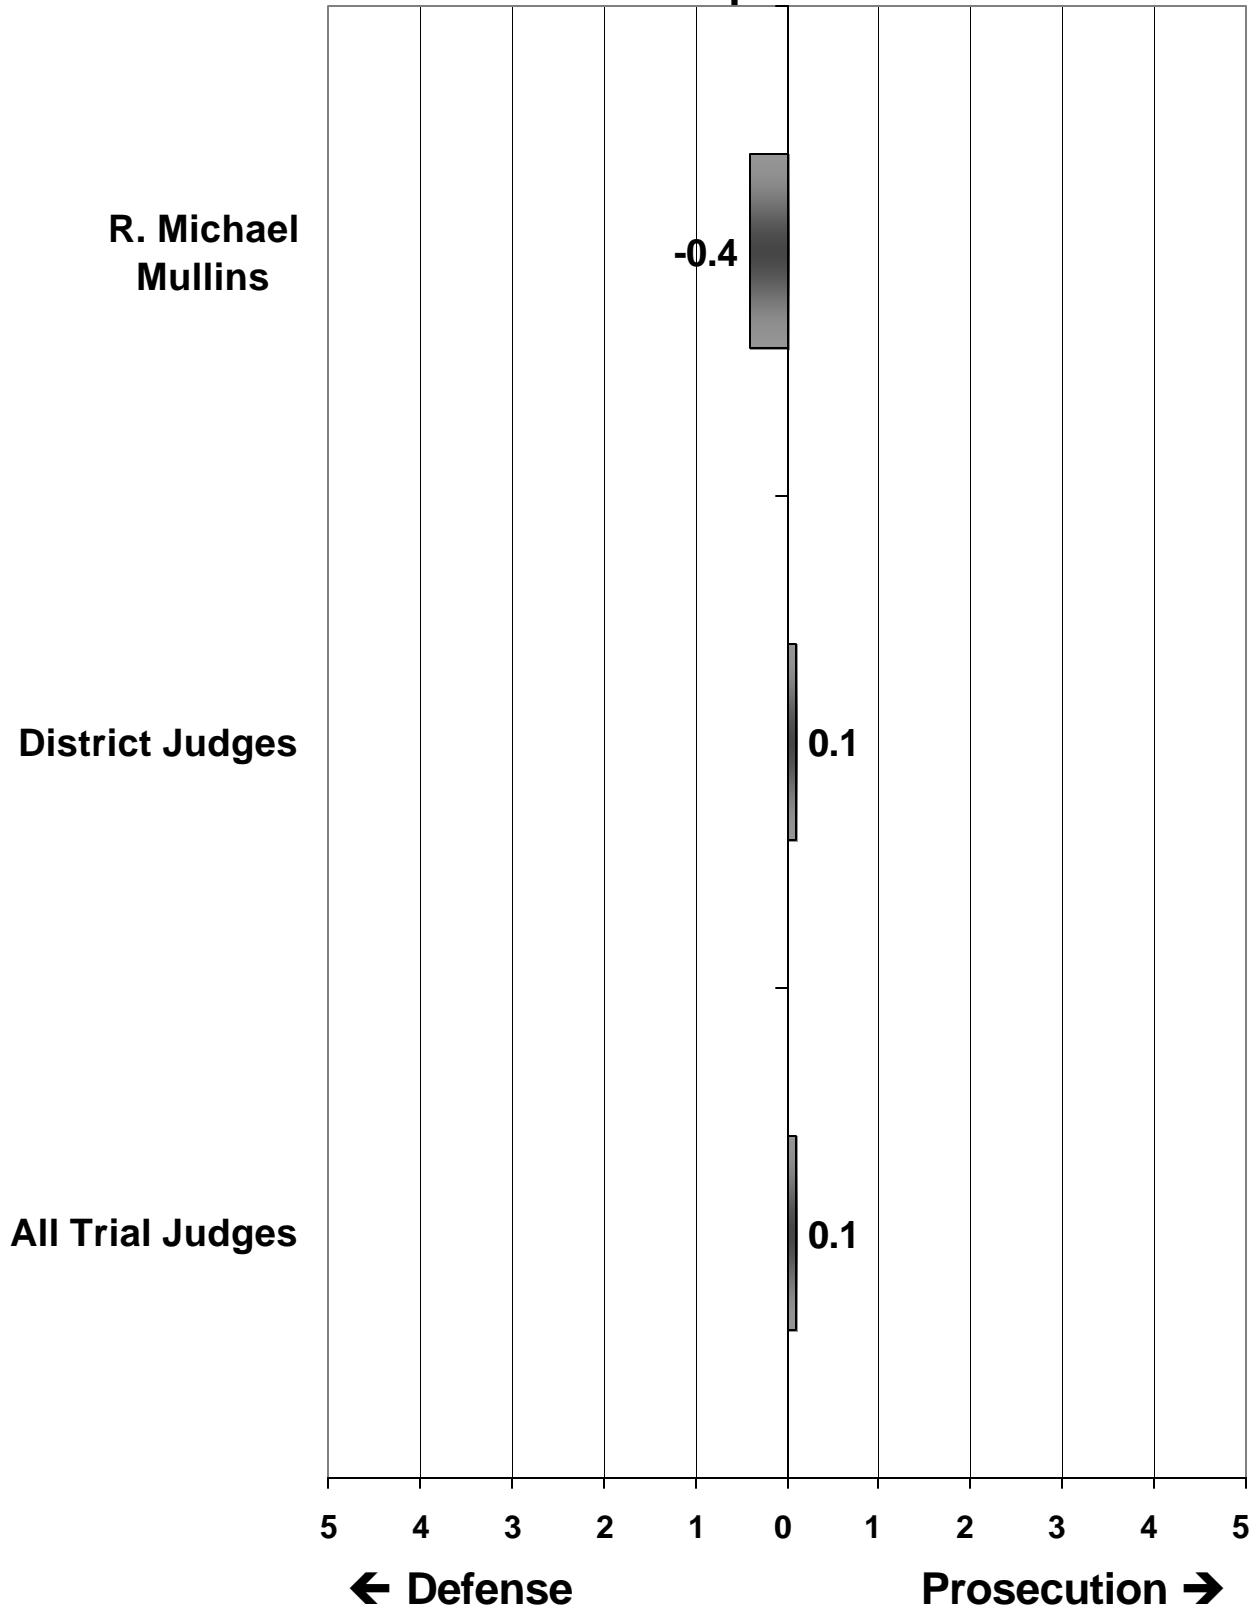 R. Michael
Mullins
-0.4
District Judges
0.1
All Trial Judges
0.1
5 4 3 2 1 0 1 2 3 4 5
← Defense Prosecution →